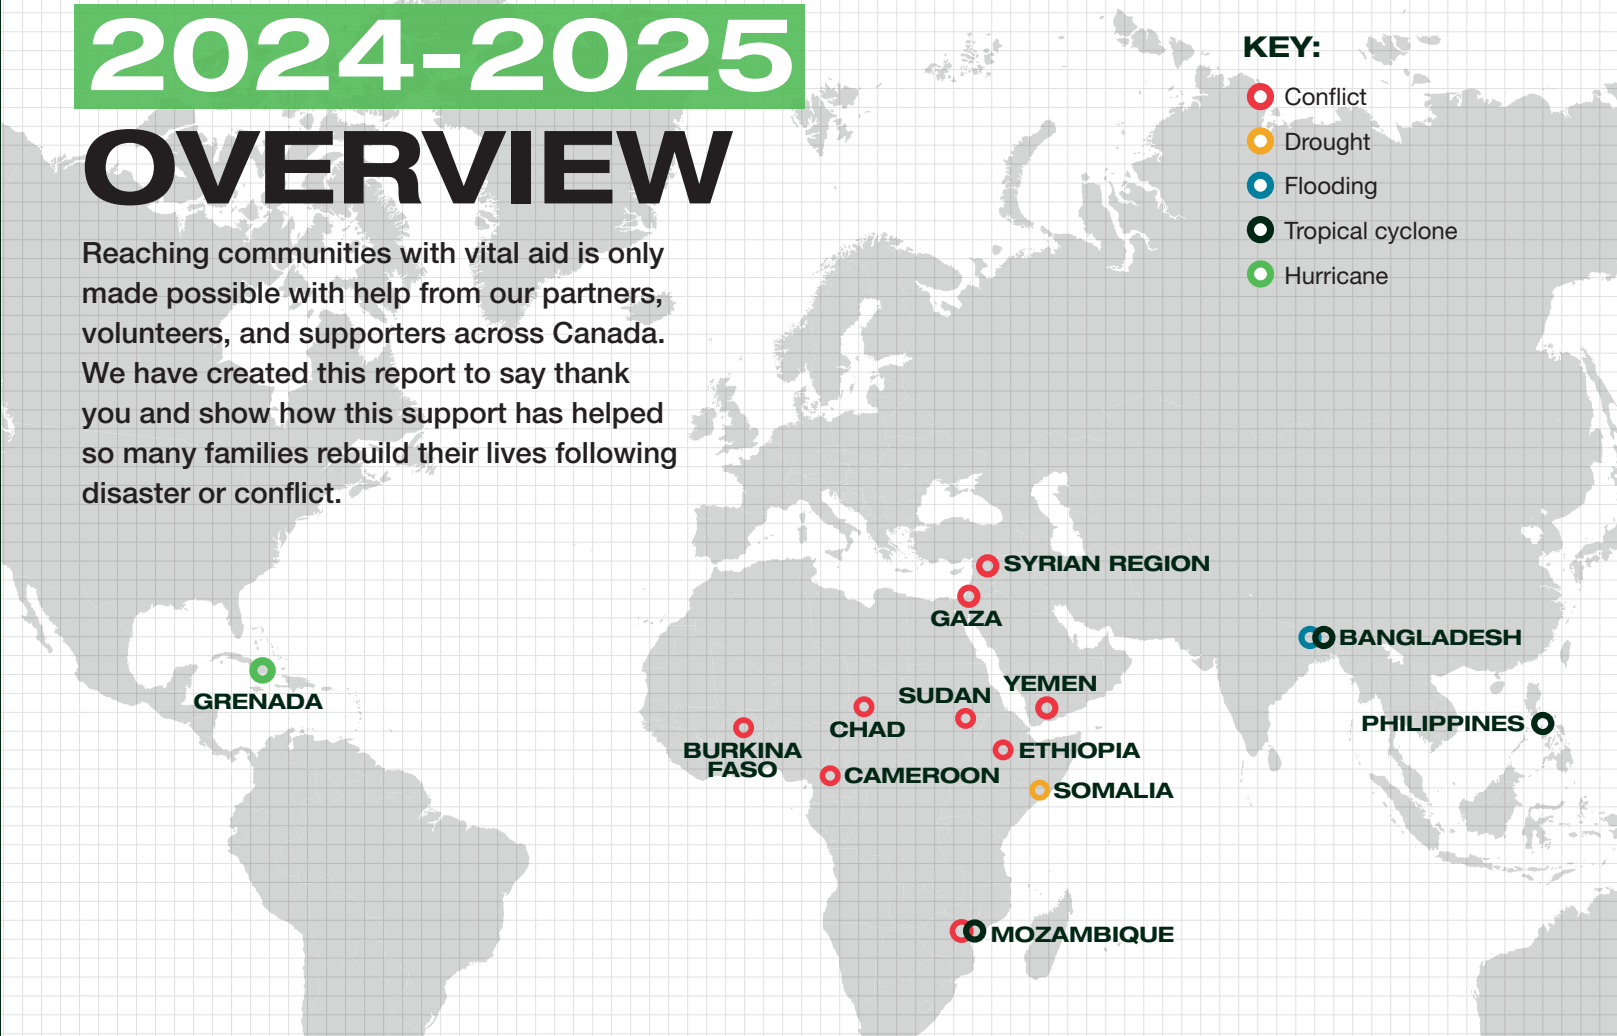 2024-2025
OVERVIEW
Reaching communities with vital aid is only
made possible with help from our partners,
volunteers, and supporters across Canada.
We have created this report to say thank
you and show how this support has helped
so many families rebuild their lives following
disaster or conflict.
KEY:
Conflict
Drought
Flooding
Tropical cyclone
Hurricane
SYRIAN REGION
GAZA
BANGLADESH
GRENADA
SUDAN
YEMEN
CHAD
PHILIPPINES
BURKINA
FASO
ETHIOPIA
CAMEROON
SOMALIA
MOZAMBIQUE